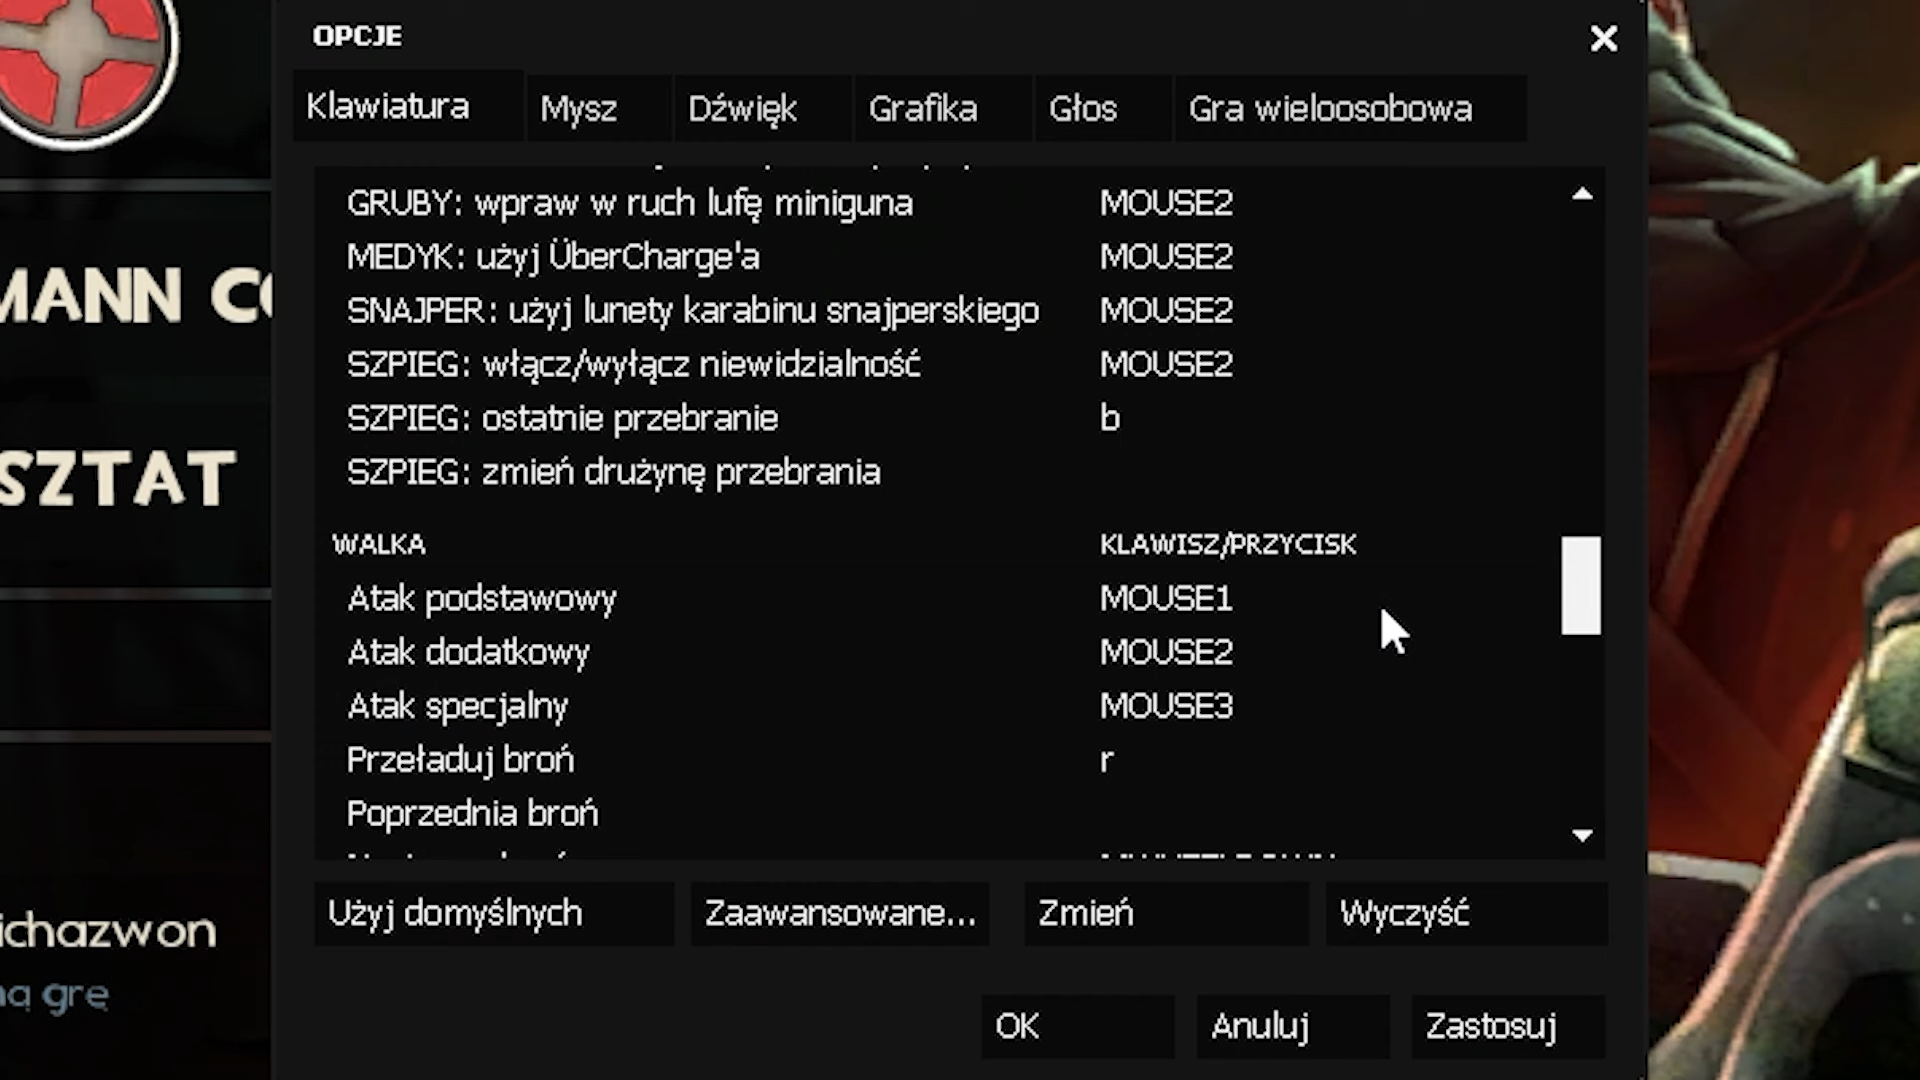 OPCJE
Klawiatura Mysz Dźwięk Grafika Głos Gra wieloosobowa
GRUBY: wpraw w ruch lufę miniguna MOUSE2
MEDYK: użyj ÜberCharge'a MOUSE2
SNAJPER: użyj lunety karabinu snajperskiego MOUSE2
SZPIEG: włącz/wyłącz niewidzialność MOUSE2
SZPIEG: ostatnie przebranie b
SZPIEG: zmień drużynę przebrania
WALKA KLAWISZ/PRZYCISK
Atak podstawowy MOUSE1
Atak dodatkowy MOUSE2
Atak specjalny MOUSE3
Przeładuj broń r
Poprzednia broń
Użyj domyślnych Zaawansowane... Zmień Wyczyść
OK Anuluj Zastosuj
MANN CO
SZTAT
ichazwon
ną grę